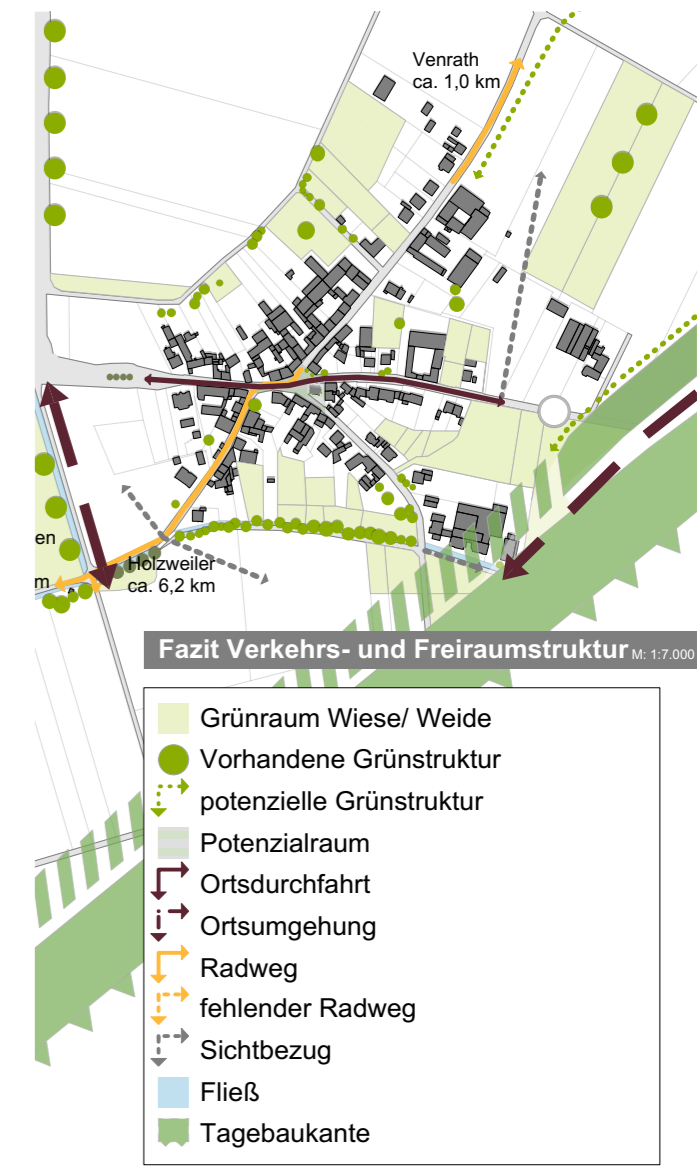 Venrath
ca. 1,0 km
en
m
Holzweiler
ca. 6,2 km
Fazit Verkehrs- und Freiraumstruktur M: 1:7.000
Grünraum Wiese/ Weide
Vorhandene Grünstruktur
potenzielle Grünstruktur
Potenzialraum
Ortsdurchfahrt
Ortsumgehung
Radweg
fehlender Radweg
Sichtbezug
Fließ
Tagebaukante